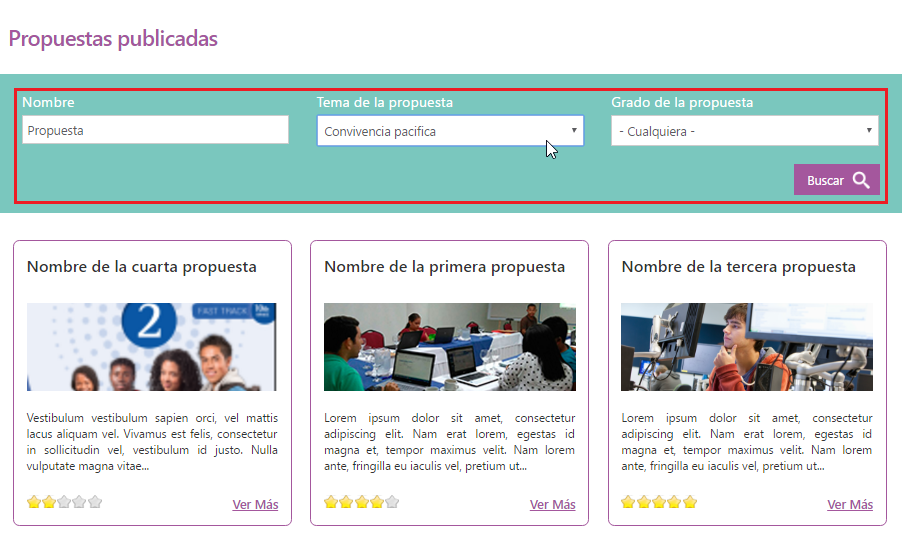 Propuestas publicadas
Nombre
Tema de la propuesta
Grado de la propuesta
Propuesta
Convivencia pacifica
- Cualquiera -
Buscar
Nombre de la cuarta propuesta
2
FAST TRACK
Vestibulum vestibulum sapien orci, vel mattis
lacus aliquam vel. Vivamus est felis, consectetur
in sollicitudin vel, vestibulum id justo. Nulla
vulputate magna vitae...
Ver Más
Nombre de la primera propuesta
Lorem ipsum dolor sit amet, consectetur
adipiscing elit. Nam erat lorem, egestas id
magna et, tempor maximus velit. Nam lorem
ante, fringilla eu iaculis vel, pretium ut...
Ver Más
Nombre de la tercera propuesta
Lorem ipsum dolor sit amet, consectetur
adipiscing elit. Nam erat lorem, egestas id
magna et, tempor maximus velit. Nam lorem
ante, fringilla eu iaculis vel, pretium ut...
Ver Más